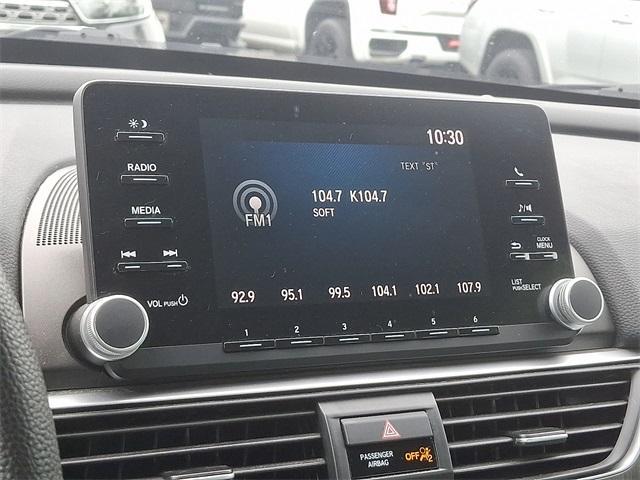 10:30
RADIO
TEXT "ST"
104.7 K104.7
SOFT
FM1
MEDIA
CLOCK
MENU
VOL PUSH
LIST
PUSH SELECT
92.9 95.1 99.5 104.1 102.1 107.9
1 2 3 4 5 6
PASSENGER
AIRBAG
OFF 2